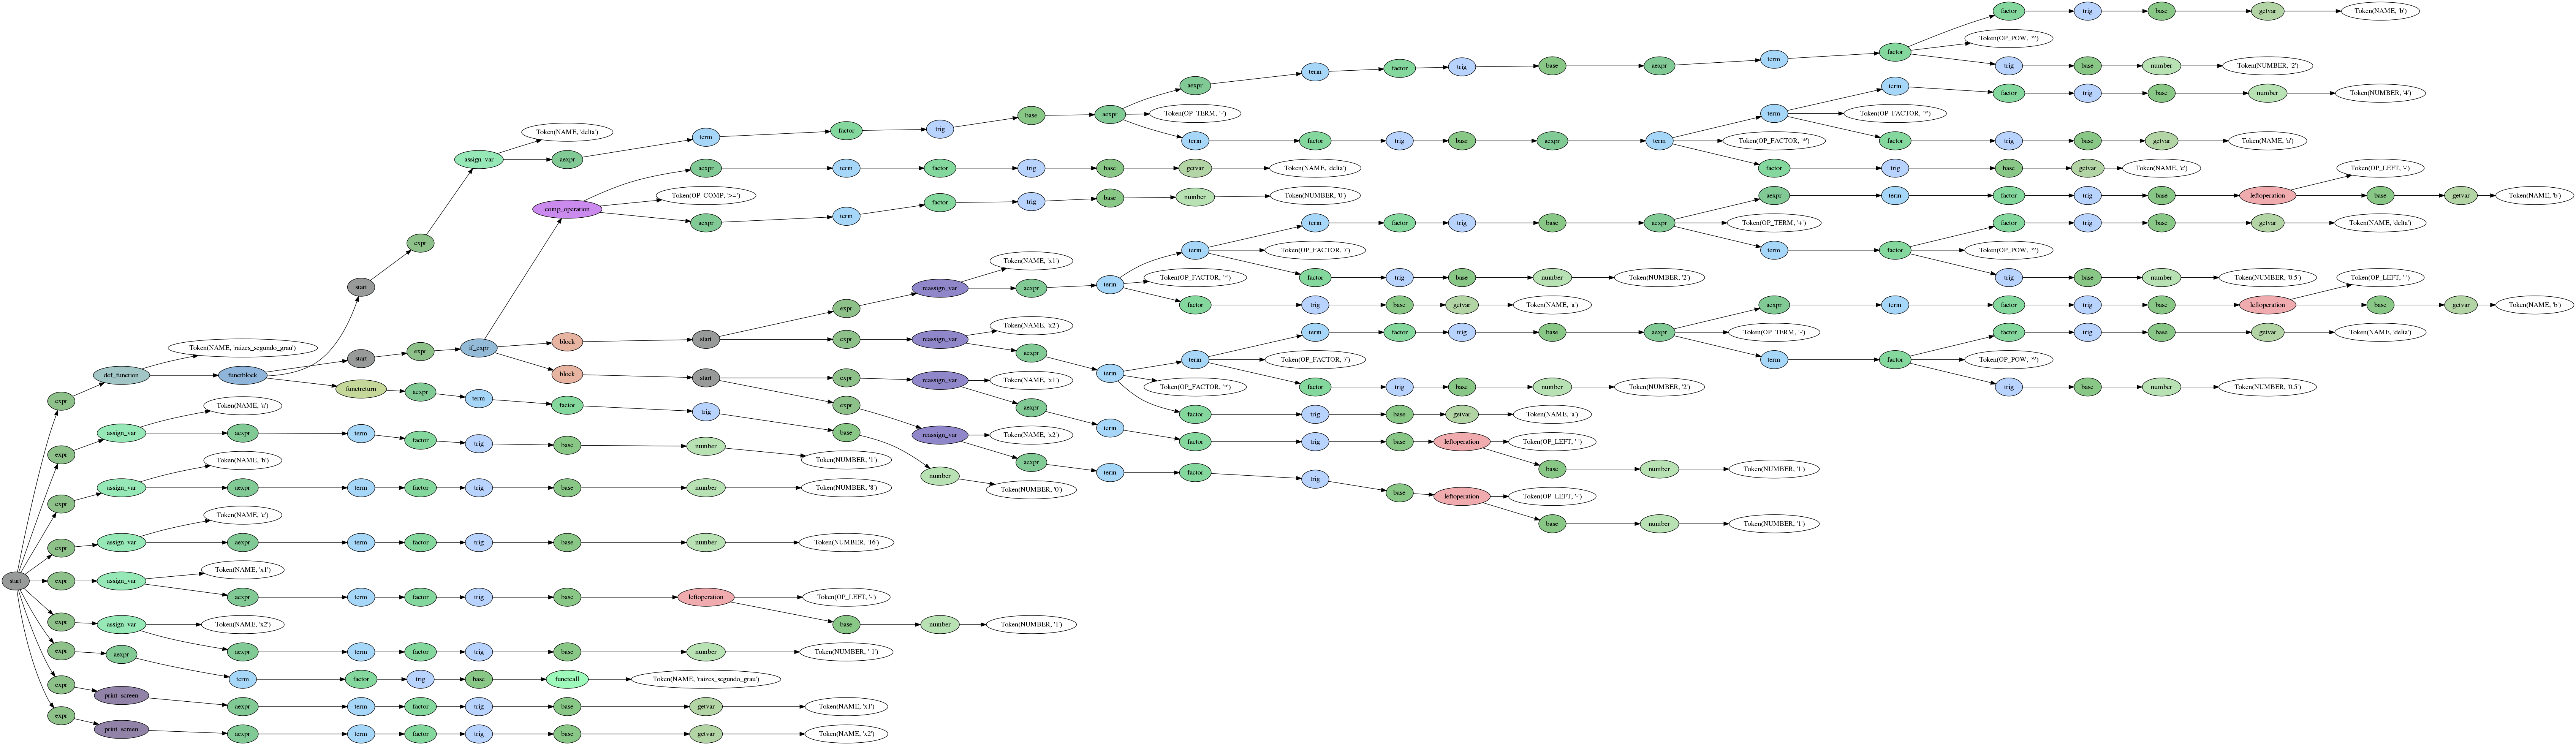 factor trig base getvar Token(NAME, 'b')
Token(OP_POW, '^')
term factor trig base aexpr term factor
trig base number Token(NUMBER, '2')
aexpr
term factor trig base number Token(NUMBER, '4')
Token(OP_TERM, '-') term Token(OP_FACTOR, '*')
base aexpr
Token(NAME, 'delta') term factor trig
term factor trig base aexpr term Token(OP_FACTOR, '*') factor trig base getvar Token(NAME, 'a')
assign_var aexpr
aexpr term factor trig base getvar Token(NAME, 'delta') factor trig base getvar Token(NAME, 'c') Token(OP_LEFT, '-')
Token(OP_COMP, '>=') base number Token(NUMBER, '0') aexpr term factor trig base leftoperation base getvar Token(NAME, 'b')
comp_operation factor trig
aexpr term term factor trig base aexpr Token(OP_TERM, '+') factor trig base getvar Token(NAME, 'delta')
expr term Token(OP_FACTOR, '/') term factor Token(OP_POW, '^')
Token(NAME, 'x1') Token(OP_FACTOR, '*') factor trig base number Token(NUMBER, '2') trig base number Token(NUMBER, '0.5') Token(OP_LEFT, '-')
start reassign_var aexpr term
expr factor trig base getvar Token(NAME, 'a') aexpr term factor trig base leftoperation base getvar Token(NAME, 'b')
Token(NAME, 'x2') term factor trig base aexpr Token(OP_TERM, '-') factor trig base getvar Token(NAME, 'delta')
Token(NAME, 'raizes_segundo_grau') start expr if_expr block start expr reassign_var aexpr term Token(OP_FACTOR, '/') term factor Token(OP_POW, '^')
def_function functblock block start expr reassign_var Token(NAME, 'x1') term Token(OP_FACTOR, '*') factor trig base number Token(NUMBER, '2') trig base number Token(NUMBER, '0.5')
functreturn aexpr term
expr Token(NAME, 'a') factor trig expr aexpr factor trig base getvar Token(NAME, 'a')
assign_var aexpr term factor trig base number base reassign_var Token(NAME, 'x2') term factor trig base leftoperation Token(OP_LEFT, '-')
expr Token(NAME, 'b') Token(NUMBER, '1') aexpr base number Token(NUMBER, '1')
number term factor trig
assign_var aexpr term factor trig base number Token(NUMBER, '8') Token(NUMBER, '0') base leftoperation Token(OP_LEFT, '-')
expr Token(NAME, 'c') base number Token(NUMBER, '1')
expr assign_var aexpr term factor trig base number Token(NUMBER, '16')
Token(NAME, 'x1')
start expr assign_var
aexpr term factor trig base leftoperation Token(OP_LEFT, '-')
expr assign_var Token(NAME, 'x2') base number Token(NUMBER, '1')
expr aexpr aexpr term factor trig base number Token(NUMBER, '-1')
expr term factor trig base functcall Token(NAME, 'raizes_segundo_grau')
print_screen aexpr term factor trig base getvar Token(NAME, 'x1')
expr print_screen aexpr term factor trig base getvar Token(NAME, 'x2')